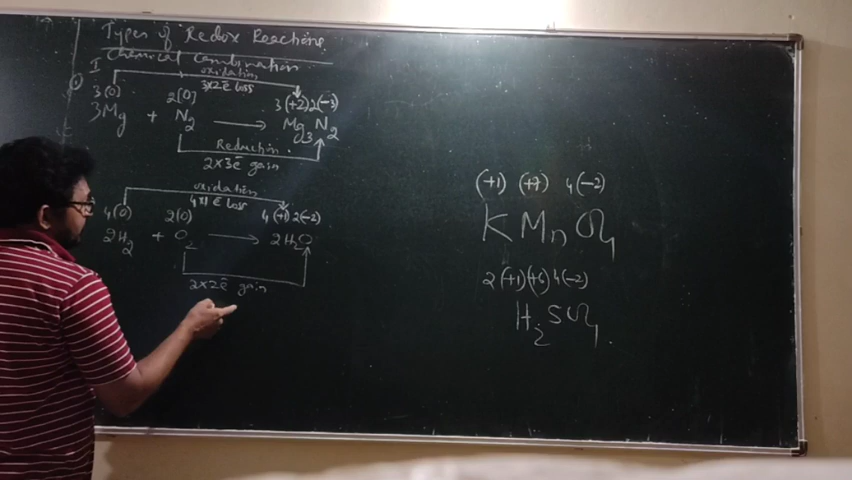 Types of Redox Reactions
I Chemical Combination
oxidation
3×2ē loss
3[0] 2[0] 3(+2)2(-3)
3Mg + N2 → Mg3N2
Reduction
2×3ē gain
oxidation
4×1ē loss
4(0) 2(0) 4(+1)2(-2)
2H2 + O2 → 2H2O
2×2ē gain
(+1) (+7) 4(-2)
KMnO4
2(+1)(+6)4(-2)
H2SO4.